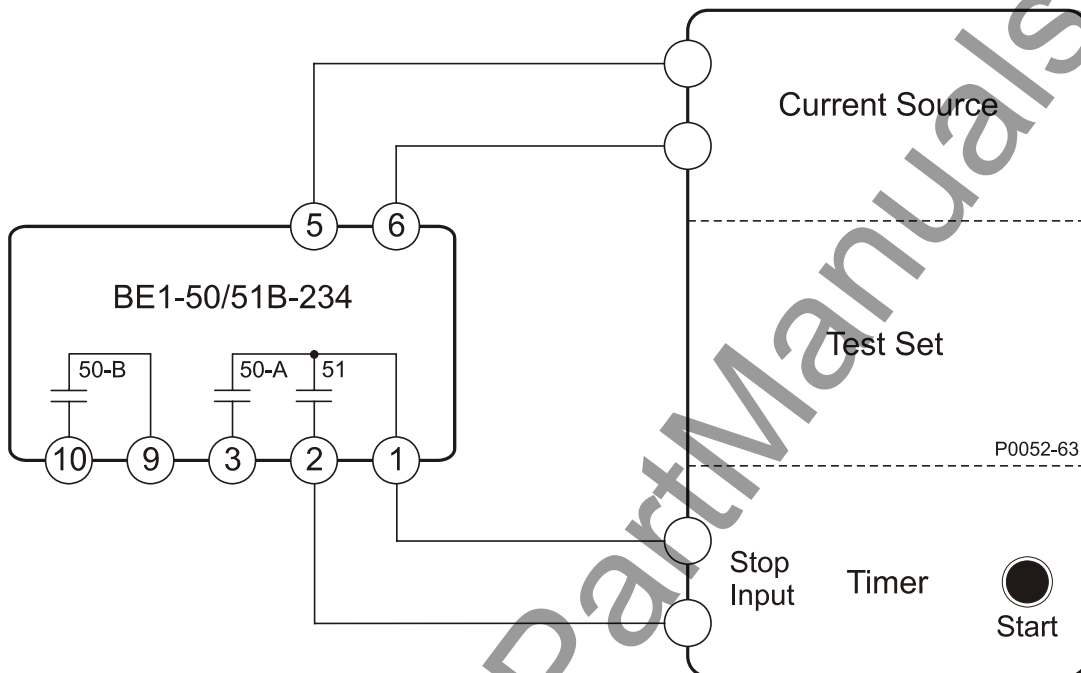 Current Source
5
6
BE1-50/51B-234
Test Set
50-B
50-A
51
10
9
3
2
1
P0052-63
Stop
Input
Timer
Start
PartManuals